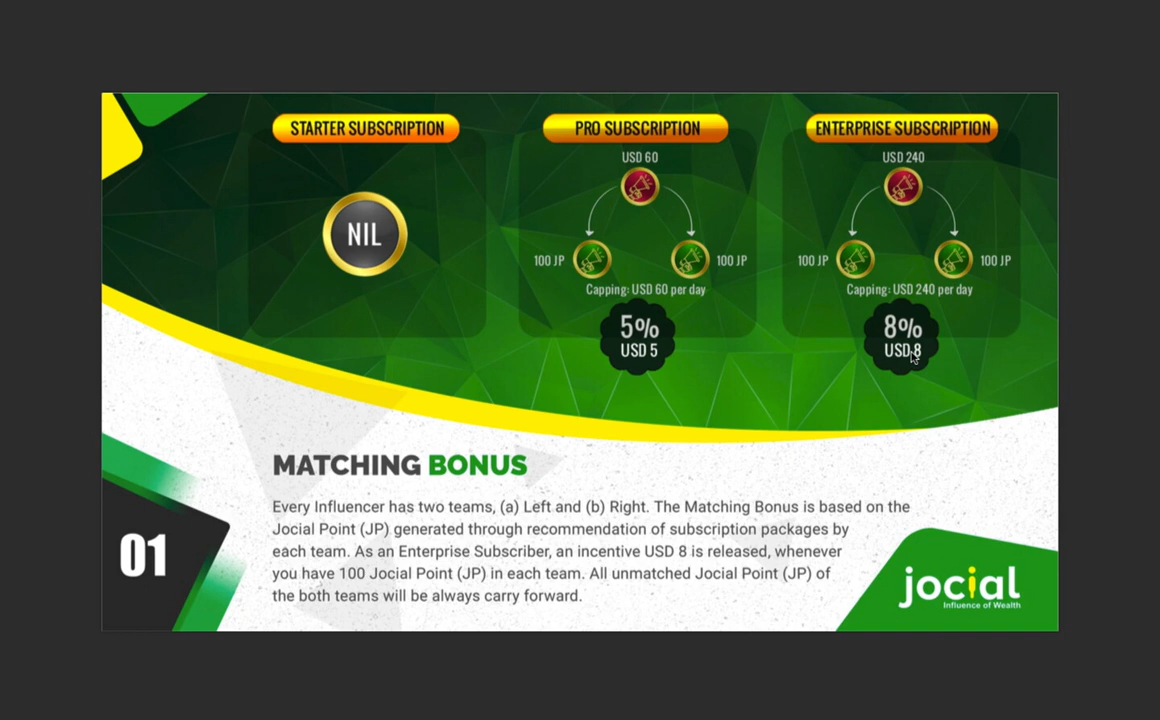 STARTER SUBSCRIPTION
PRO SUBSCRIPTION
ENTERPRISE SUBSCRIPTION
NIL
USD 60
100 JP
100 JP
Capping: USD 60 per day
5%
USD 5
USD 240
100 JP
100 JP
Capping: USD 240 per day
8%
USD 8
MATCHING BONUS
Every Influencer has two teams, (a) Left and (b) Right. The Matching Bonus is based on the
Jocial Point (JP) generated through recommendation of subscription packages by
each team. As an Enterprise Subscriber, an incentive USD 8 is released, whenever
you have 100 Jocial Point (JP) in each team. All unmatched Jocial Point (JP) of
the both teams will be always carry forward.
01
jocial
Influence of Wealth